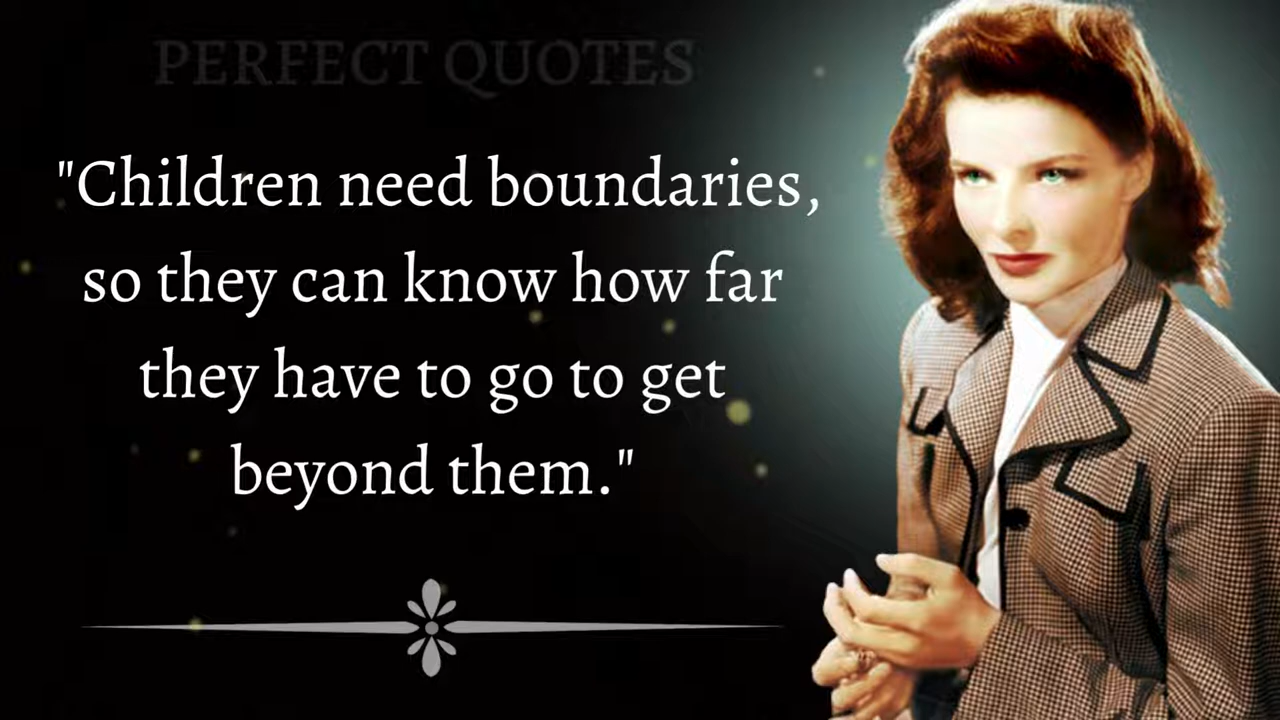 PERFECT QUOTES
"Children need boundaries,
so they can know how far
they have to go to get
beyond them."